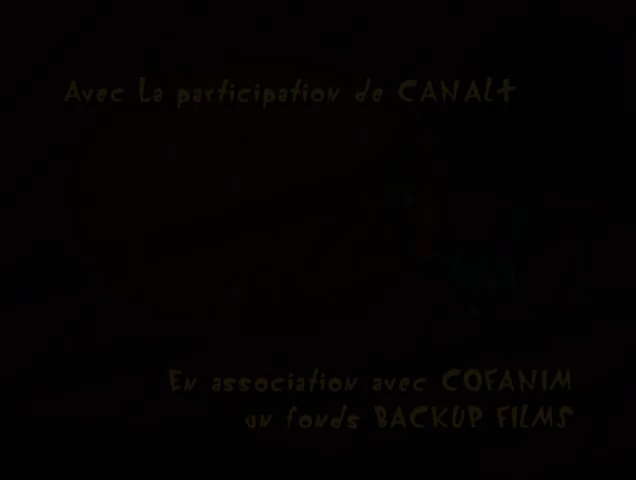 Avec la participation de CANAL+
En association avec COFANIM
un fonds BACKUP FILMS